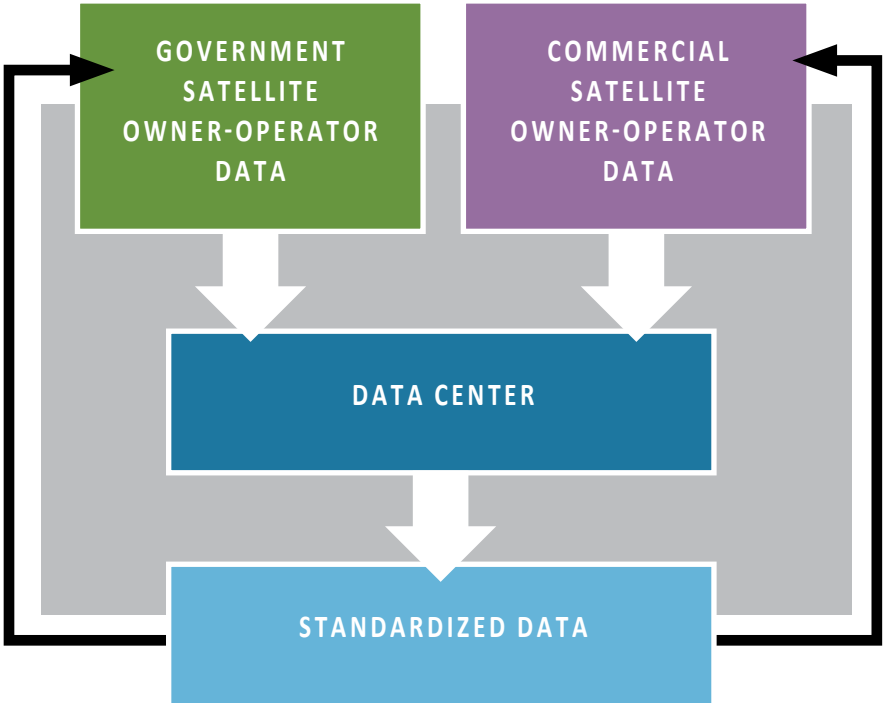 GOVERNMENT
SATELLITE
OWNER-OPERATOR
DATA
COMMERCIAL
SATELLITE
OWNER-OPERATOR
DATA
DATA CENTER
STANDARDIZED DATA